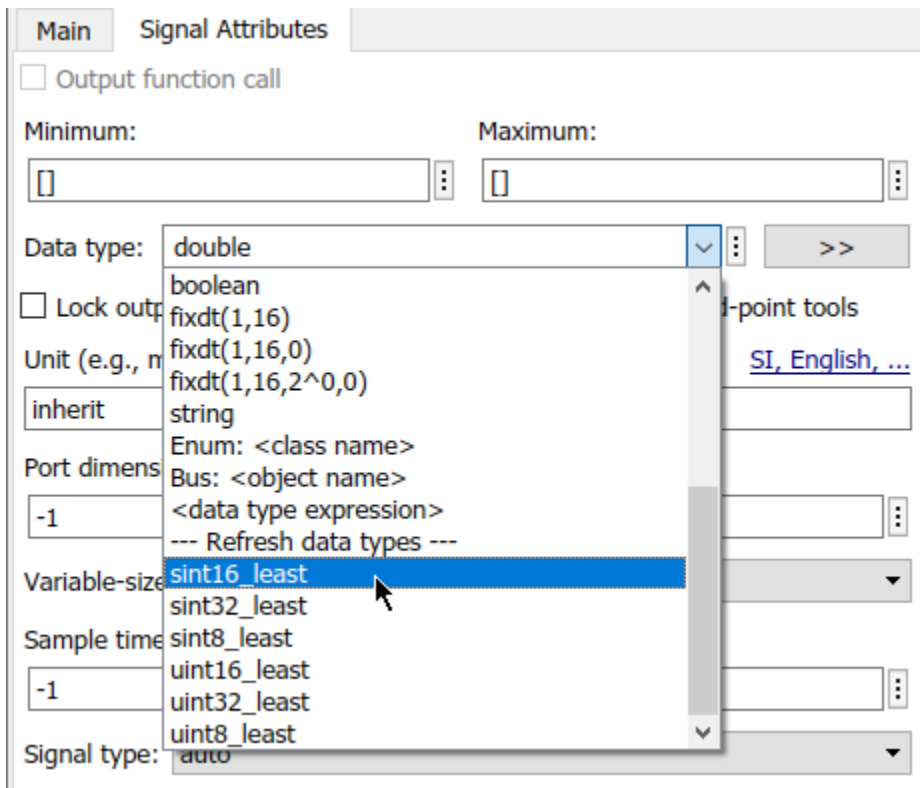 Main Signal Attributes
Output function call
Minimum: Maximum:
[] []
Data type: double >>
boolean
Lock outp d-point tools
fixdt(1,16)
fixdt(1,16,0)
Unit (e.g., m SI, English, ...
fixdt(1,16,2^0,0)
inherit string
Enum: <class name>
Port dimens
Bus: <object name>
-1 <data type expression>
--- Refresh data types ---
Variable-size sint16_least
sint32_least
Sample time sint8_least
uint16_least
-1 uint32_least
uint8_least
Signal type: auto